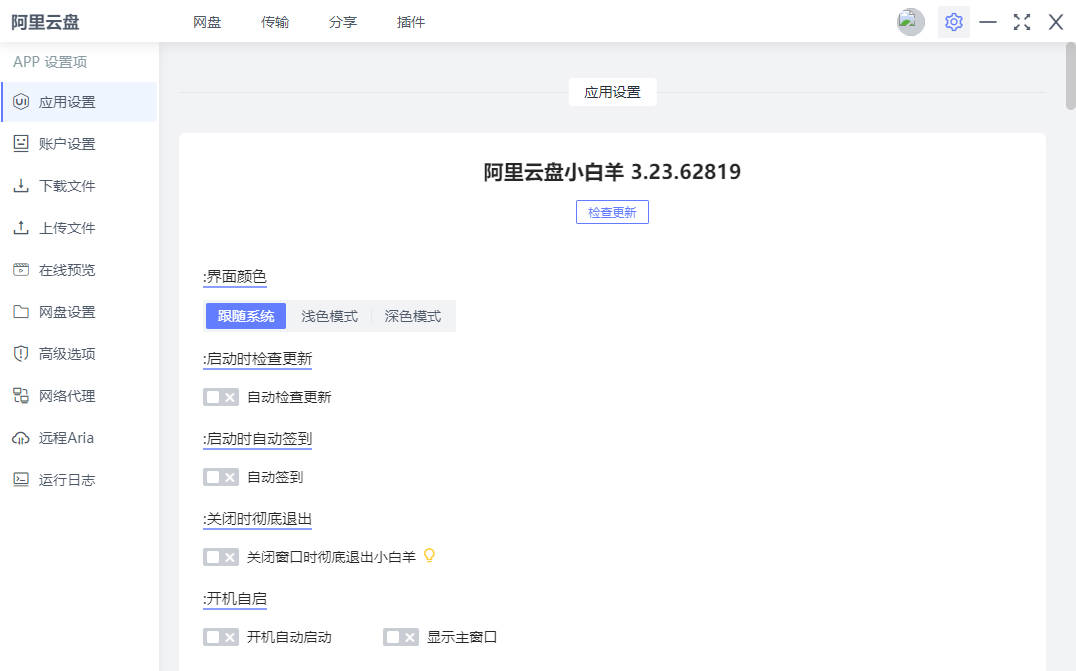 阿里云盘 网盘 传输 分享 插件
APP 设置项
应用设置
账户设置
下载文件
上传文件
在线预览
网盘设置
高级选项
网络代理
远程Aria
运行日志
应用设置
阿里云盘小白羊 3.23.62819
检查更新
:界面颜色
跟随系统 浅色模式 深色模式
:启动时检查更新
自动检查更新
:启动时自动签到
自动签到
:关闭时彻底退出
关闭窗口时彻底退出小白羊
:开机自启
开机自动启动 显示主窗口